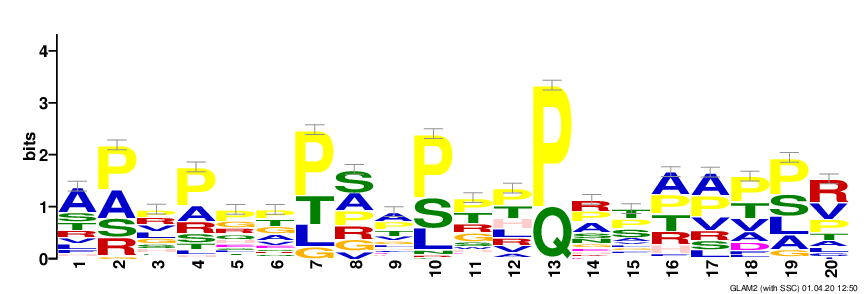 bits
4
3
2
1
0
A S T R V
P A S R
P R L G
P A R S L
P G R
P T G A
P T L G
S A P R G V
A P
P S L N
P T R G
P T H L R V
P Q
R P A S N
T P S A
A P T R
A P V R S L
P T V A D
P S L A G
R V P T A
1 2 3 4 5 6 7 8 9 10 11 12 13 14 15 16 17 18 19 20
GLAM2 (with SSC) 01.04.20 12:50